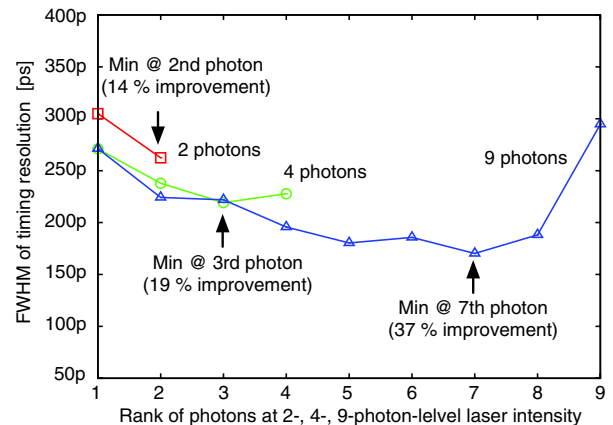 400p
350p
300p
250p
200p
150p
100p
50p
FWHM of timing resolution [ps]
Min @ 2nd photon
(14 % improvement)
2 photons
4 photons
9 photons
Min @ 3rd photon
(19 % improvement)
Min @ 7th photon
(37 % improvement)
1 2 3 4 5 6 7 8 9
Rank of photons at 2-, 4-, 9-photon-lelvel laser intensity